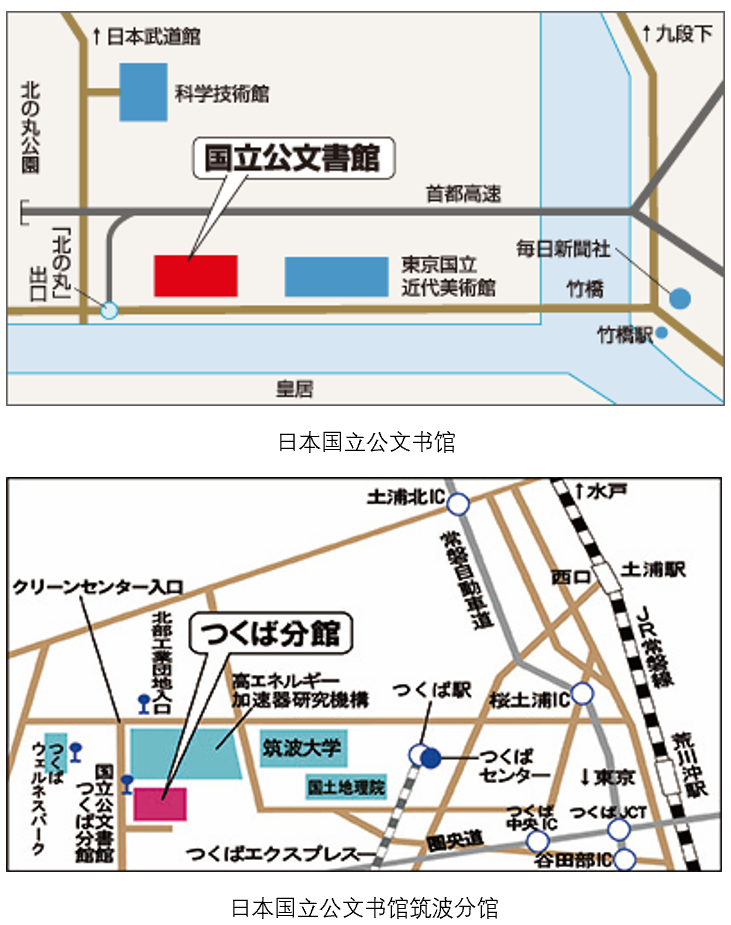 ↑日本武道館
↑九段下
北の丸公園
科学技術館
国立公文書館
首都高速
「北の丸」
出口
東京国立
近代美術館
毎日新聞社
竹橋
竹橋駅
皇居
日本国立公文书馆
土浦北IC
↑水戸
常磐自動車道
クリーンセンター入口
西口
土浦駅
北部工業団地入口
つくば分館
JR常磐線
高エネルギー
加速器研究機構
つくば駅
桜土浦IC
筑波大学
つくば
ウェルネスパーク
国立公文書館
つくば分館
つくば
センター
荒川沖駅
国土地理院
↓東京
つくば
中央IC
つくばJCT
圏央道
つくばエクスプレス
谷田部IC
日本国立公文书馆筑波分馆